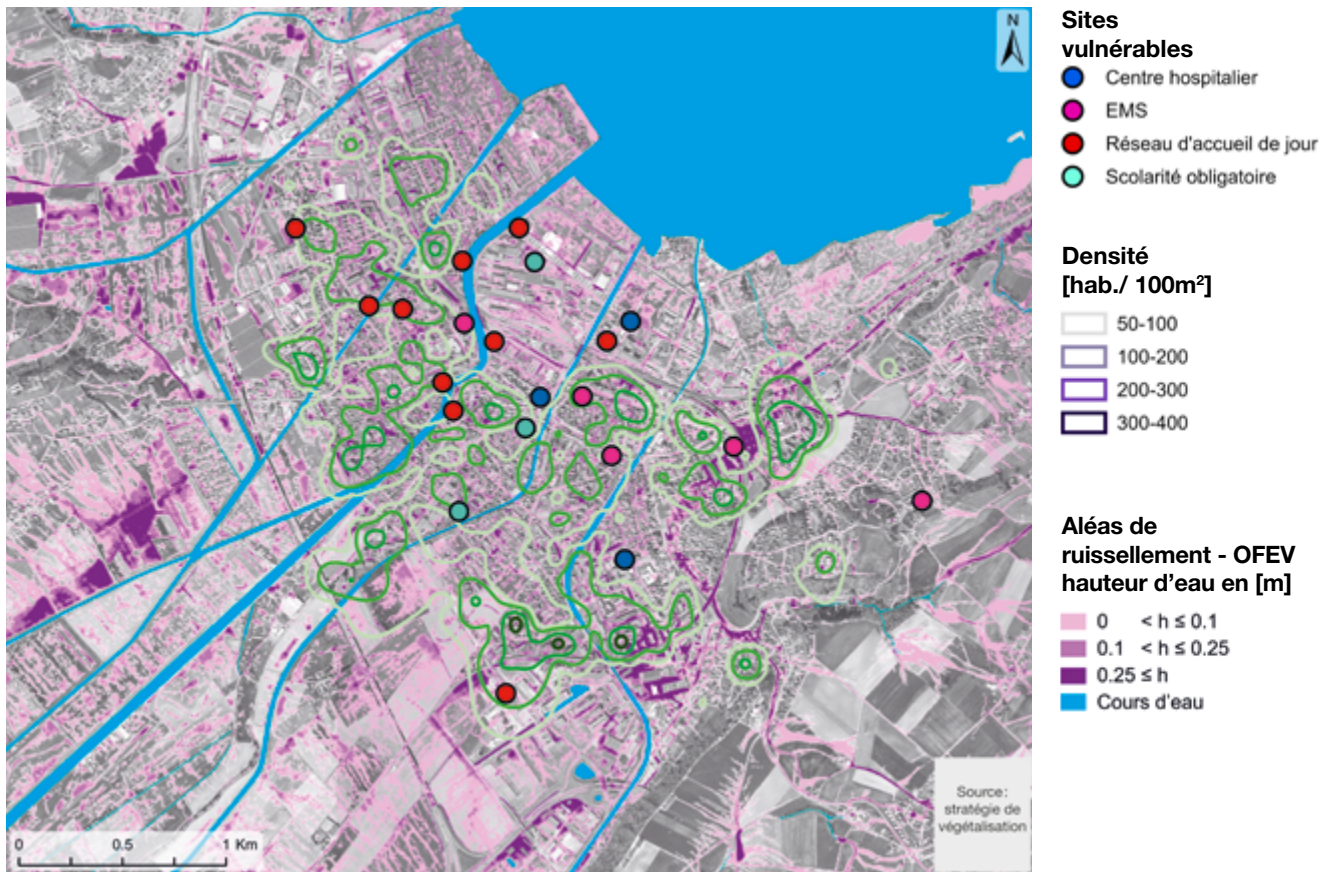 N
0
0.5
1 Km
Source:
stratégie de
végétalisation
Sites
vulnérables
Centre hospitalier
EMS
Réseau d'accueil de jour
Scolarité obligatoire
Densité
[hab./ 100m²]
50-100
100-200
200-300
300-400
Aléas de
ruissellement - OFEV
hauteur d'eau en [m]
0 < h ≤ 0.1
0.1 < h ≤ 0.25
0.25 ≤ h
Cours d'eau